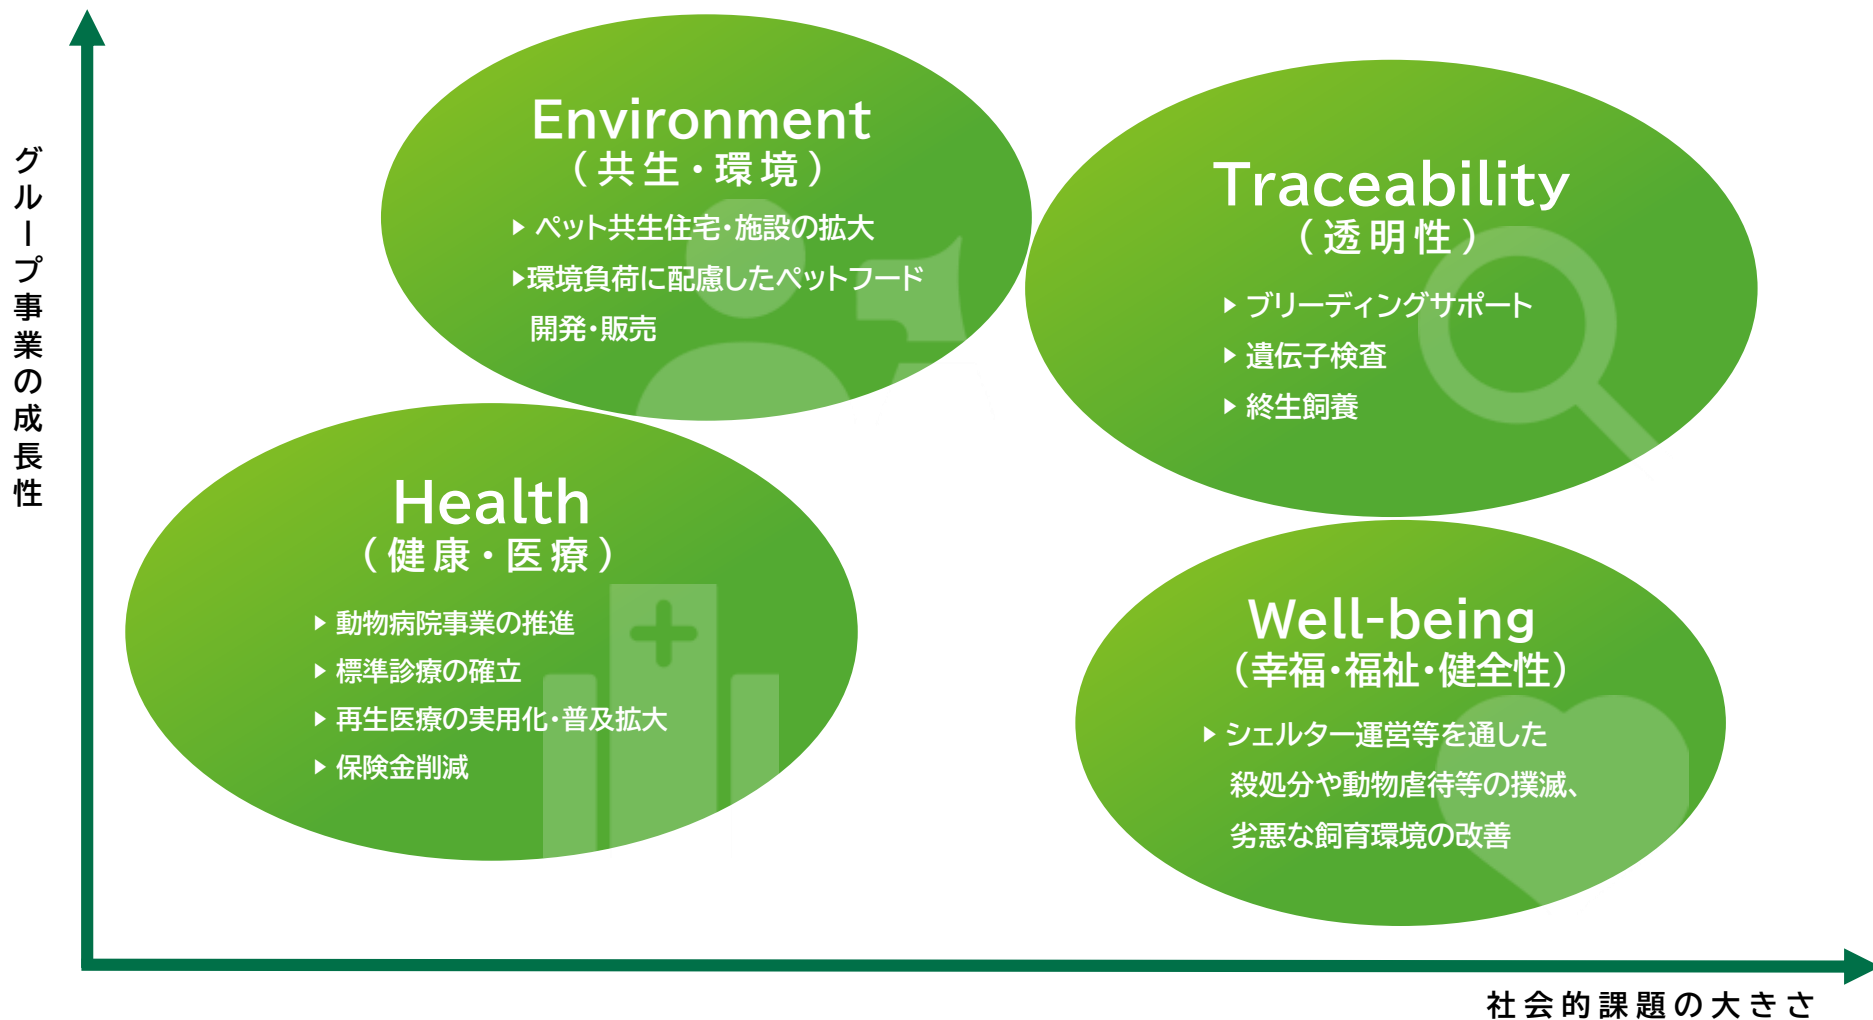 グループ事業の成長性
Environment
（共生・環境）
▶ ペット共生住宅・施設の拡大
▶環境負荷に配慮したペットフード
開発・販売
Traceability
（透明性）
▶ ブリーディングサポート
▶ 遺伝子検査
▶ 終生飼養
Health
（健康・医療）
▶ 動物病院事業の推進
▶ 標準診療の確立
▶ 再生医療の実用化・普及拡大
▶ 保険金削減
Well-being
（幸福・福祉・健全性）
▶ シェルター運営等を通した
殺処分や動物虐待等の撲滅、
劣悪な飼育環境の改善
社会的課題の大きさ